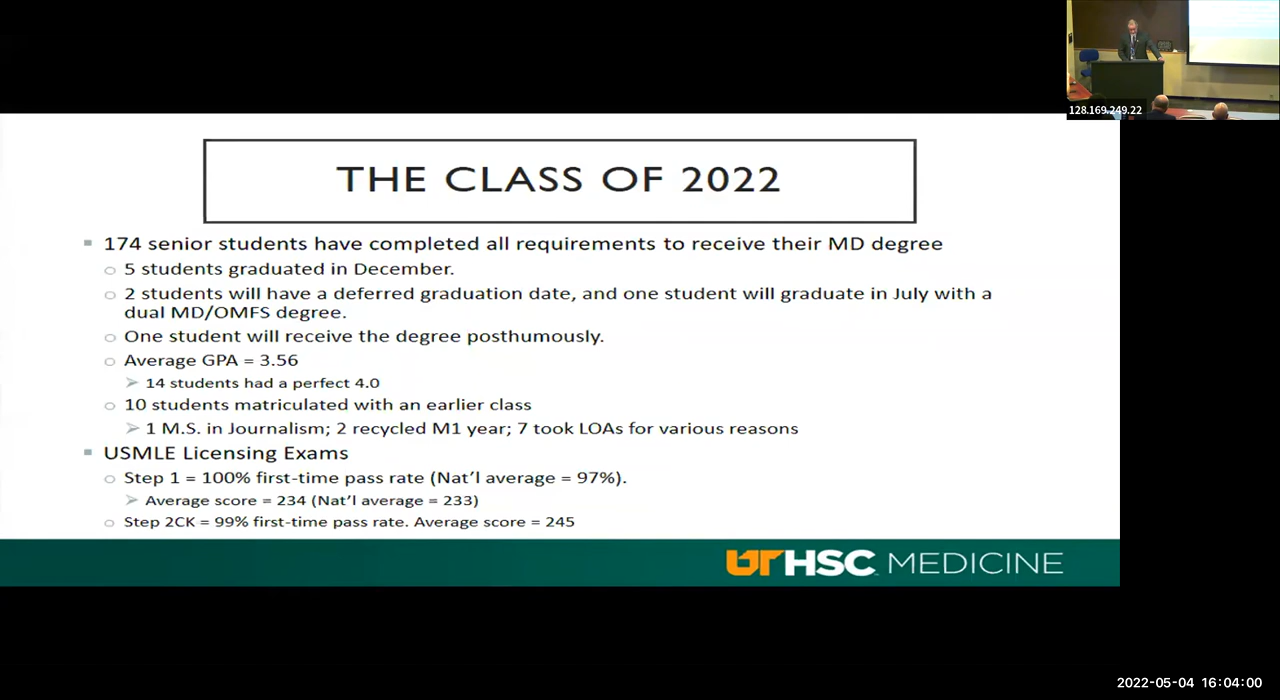 128.169.249.22
THE CLASS OF 2022
174 senior students have completed all requirements to receive their MD degree
5 students graduated in December.
2 students will have a deferred graduation date, and one student will graduate in July with a
dual MD/OMFS degree.
One student will receive the degree posthumously.
Average GPA = 3.56
14 students had a perfect 4.0
10 students matriculated with an earlier class
1 M.S. in Journalism; 2 recycled M1 year; 7 took LOAs for various reasons
USMLE Licensing Exams
Step 1 = 100% first-time pass rate (Nat’l average = 97%).
Average score = 234 (Nat’l average = 233)
Step 2CK = 99% first-time pass rate. Average score = 245
UTHSC MEDICINE
2022-05-04 16:04:00